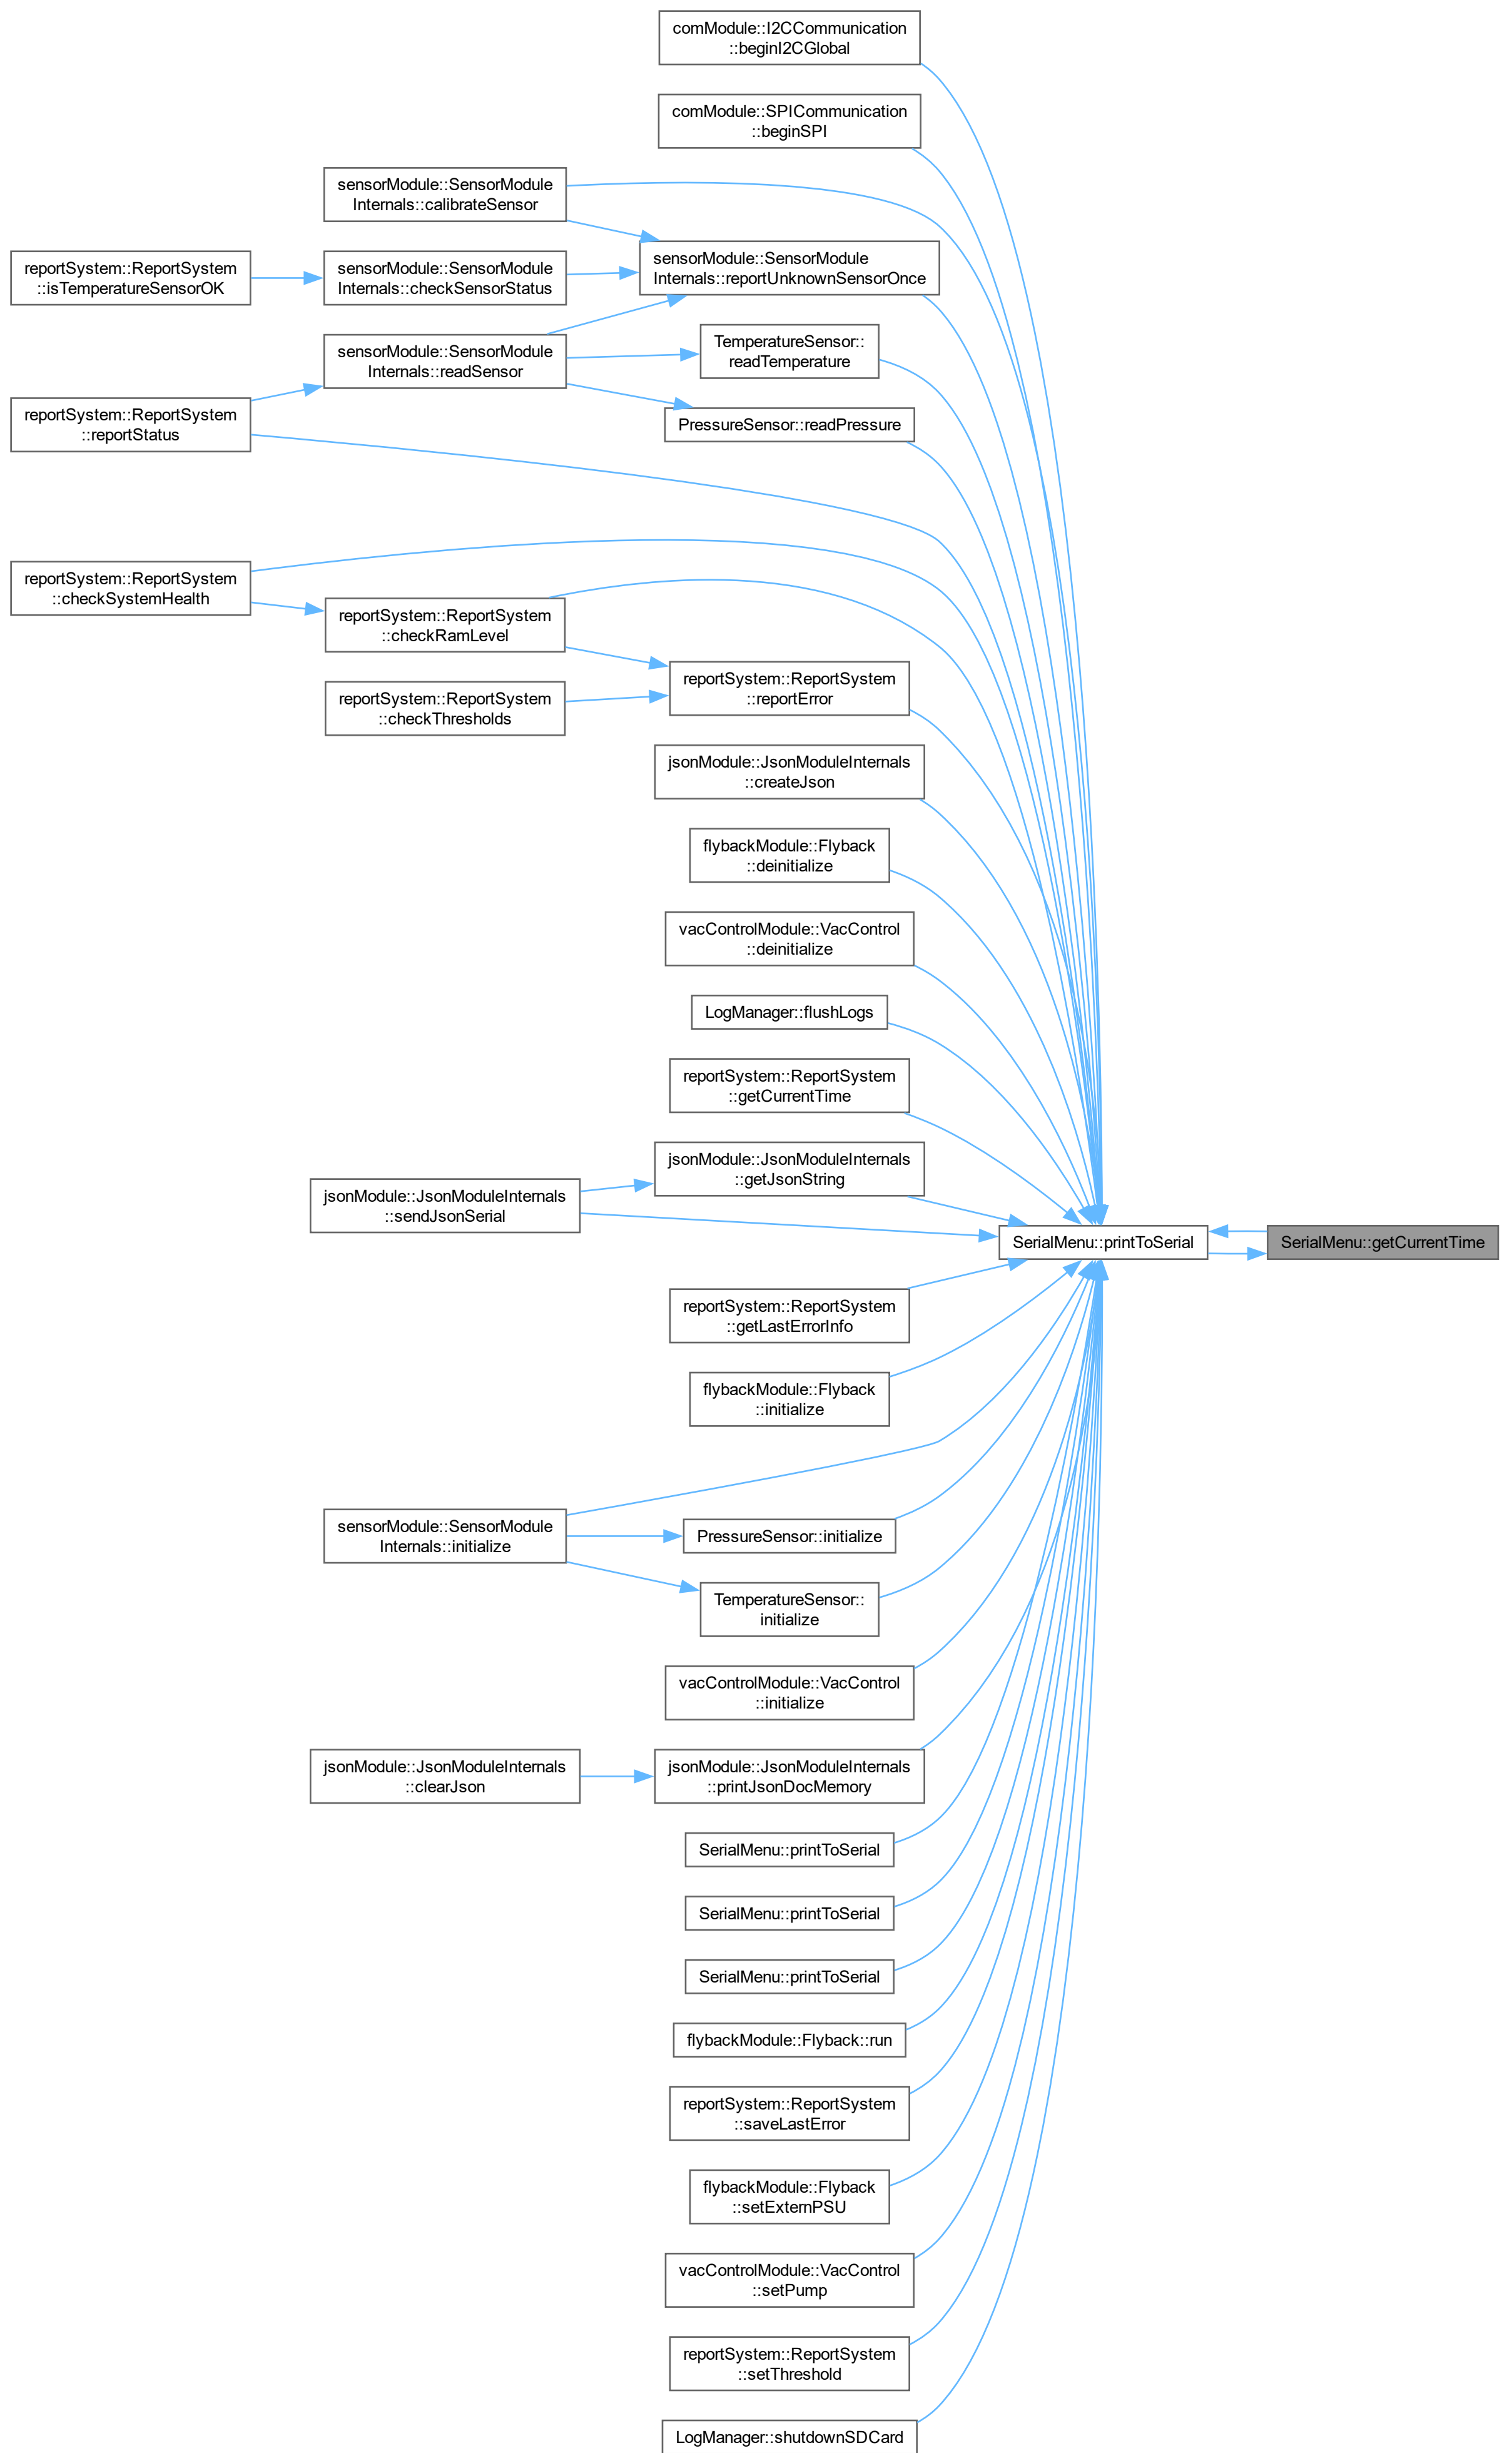 comModule::I2CCommunication
::beginI2CGlobal
comModule::SPICommunication
::beginSPI
sensorModule::SensorModule
Internals::calibrateSensor
reportSystem::ReportSystem
::isTemperatureSensorOK
sensorModule::SensorModule
Internals::checkSensorStatus
sensorModule::SensorModule
Internals::reportUnknownSensorOnce
sensorModule::SensorModule
Internals::readSensor
TemperatureSensor::
readTemperature
reportSystem::ReportSystem
::reportStatus
PressureSensor::readPressure
reportSystem::ReportSystem
::checkSystemHealth
reportSystem::ReportSystem
::checkRamLevel
reportSystem::ReportSystem
::reportError
reportSystem::ReportSystem
::checkThresholds
jsonModule::JsonModuleInternals
::createJson
flybackModule::Flyback
::deinitialize
vacControlModule::VacControl
::deinitialize
LogManager::flushLogs
reportSystem::ReportSystem
::getCurrentTime
jsonModule::JsonModuleInternals
::getJsonString
jsonModule::JsonModuleInternals
::sendJsonSerial
SerialMenu::printToSerial
SerialMenu::getCurrentTime
reportSystem::ReportSystem
::getLastErrorInfo
flybackModule::Flyback
::initialize
sensorModule::SensorModule
Internals::initialize
PressureSensor::initialize
TemperatureSensor::
initialize
vacControlModule::VacControl
::initialize
jsonModule::JsonModuleInternals
::clearJson
jsonModule::JsonModuleInternals
::printJsonDocMemory
SerialMenu::printToSerial
SerialMenu::printToSerial
SerialMenu::printToSerial
flybackModule::Flyback::run
reportSystem::ReportSystem
::saveLastError
flybackModule::Flyback
::setExternPSU
vacControlModule::VacControl
::setPump
reportSystem::ReportSystem
::setThreshold
LogManager::shutdownSDCard